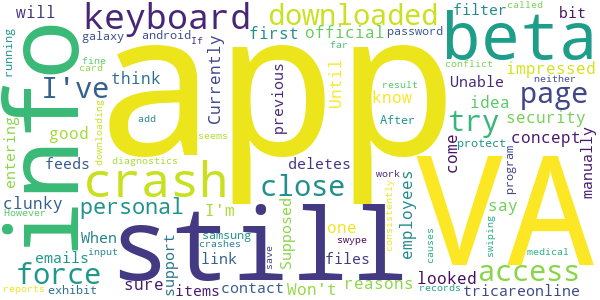 keyboard
downloaded
official
filter
bit
called
beta
running
will
galaxy
android
If
password
first
so far
info
I've
think
card
fine
add
Currently
previous
app
Until
know
After
conflict
neither
impressed
Unable
idea
page
try
security
concept
come
manually
entering
good
feeds
downloading
seems
result
diagnostics
crash
deletes
close
work
protect
program
VA
say
clunky
personal
I'm
still
one
employees
consistently
However
When
emails
support
samsung
crashes
input
link
save
Supposed
files
swype
causes
swiping
access
medical
records
looked
tricareonline
force
reports
exhibit
sure
items
contact
Won't
reasons